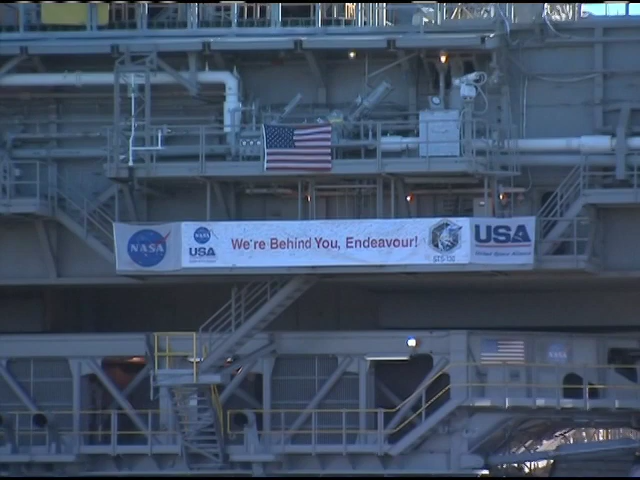 NASA
USA
We're Behind You, Endeavour!
STS-130
USA
United Space Alliance
NASA